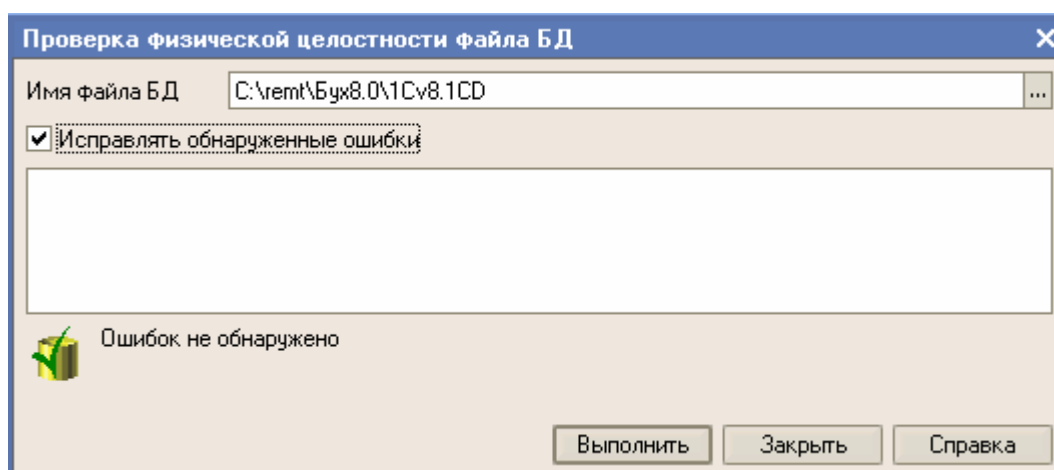 Проверка физической целостности файла БД
Имя файла БД C:\remt\Бух8.0\1Cv8.1CD ...
Исправлять обнаруженные ошибки
Ошибок не обнаружено
Выполнить Закрыть Справка